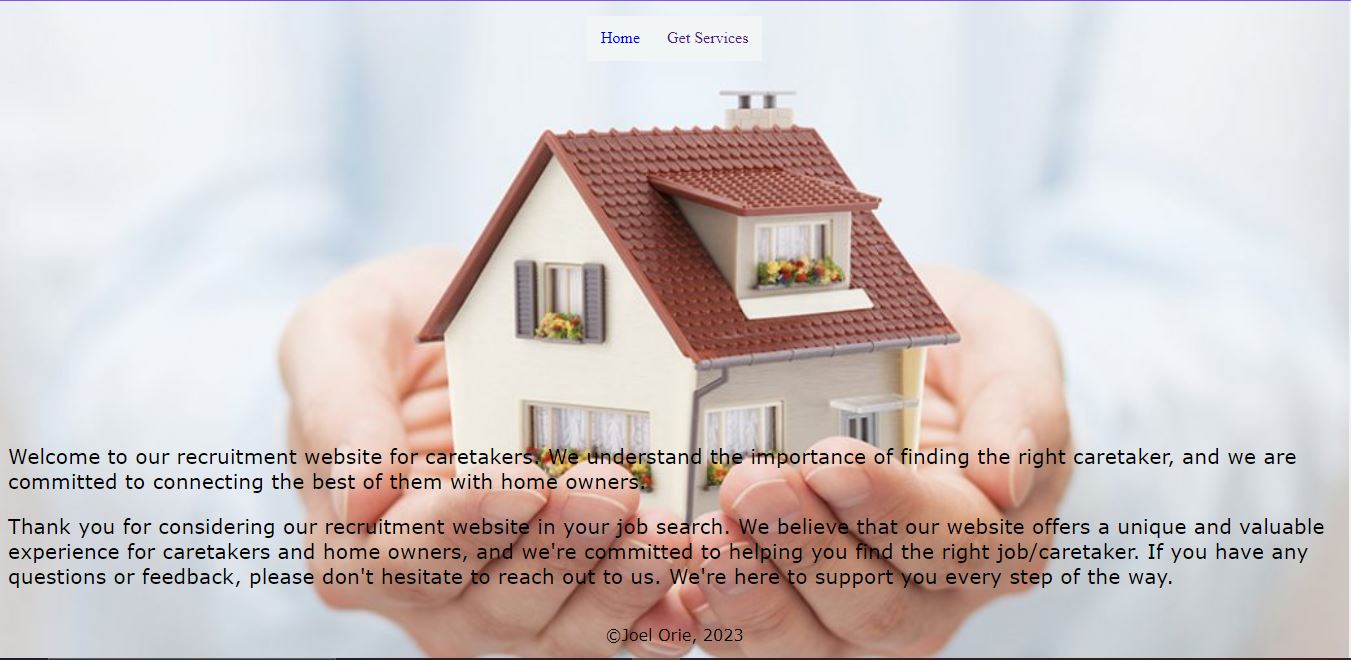 Home Get Services
Welcome to our recruitment website for caretakers. We understand the importance of finding the right caretaker, and we are
committed to connecting the best of them with home owners.
Thank you for considering our recruitment website in your job search. We believe that our website offers a unique and valuable
experience for caretakers and home owners, and we're committed to helping you find the right job/caretaker. If you have any
questions or feedback, please don't hesitate to reach out to us. We're here to support you every step of the way.
©Joel Orie, 2023